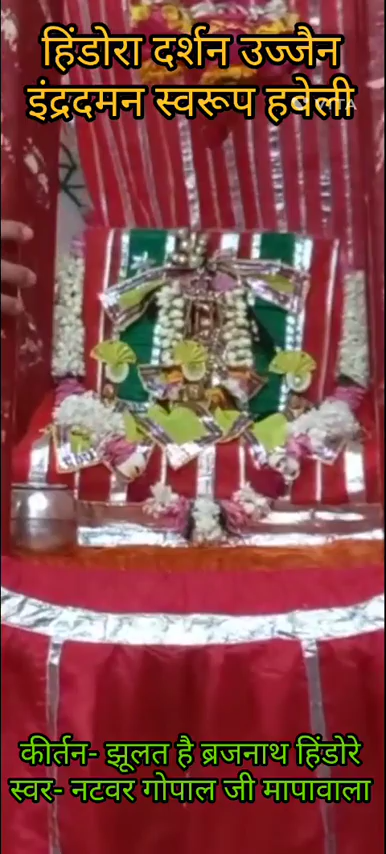 हिंडोरा दर्शन उज्जैन
इंद्रदमन स्वरूप हवेली
कीर्तन- झूलत है ब्रजनाथ हिंडोरे
स्वर- नटवर गोपाल जी मापावाला